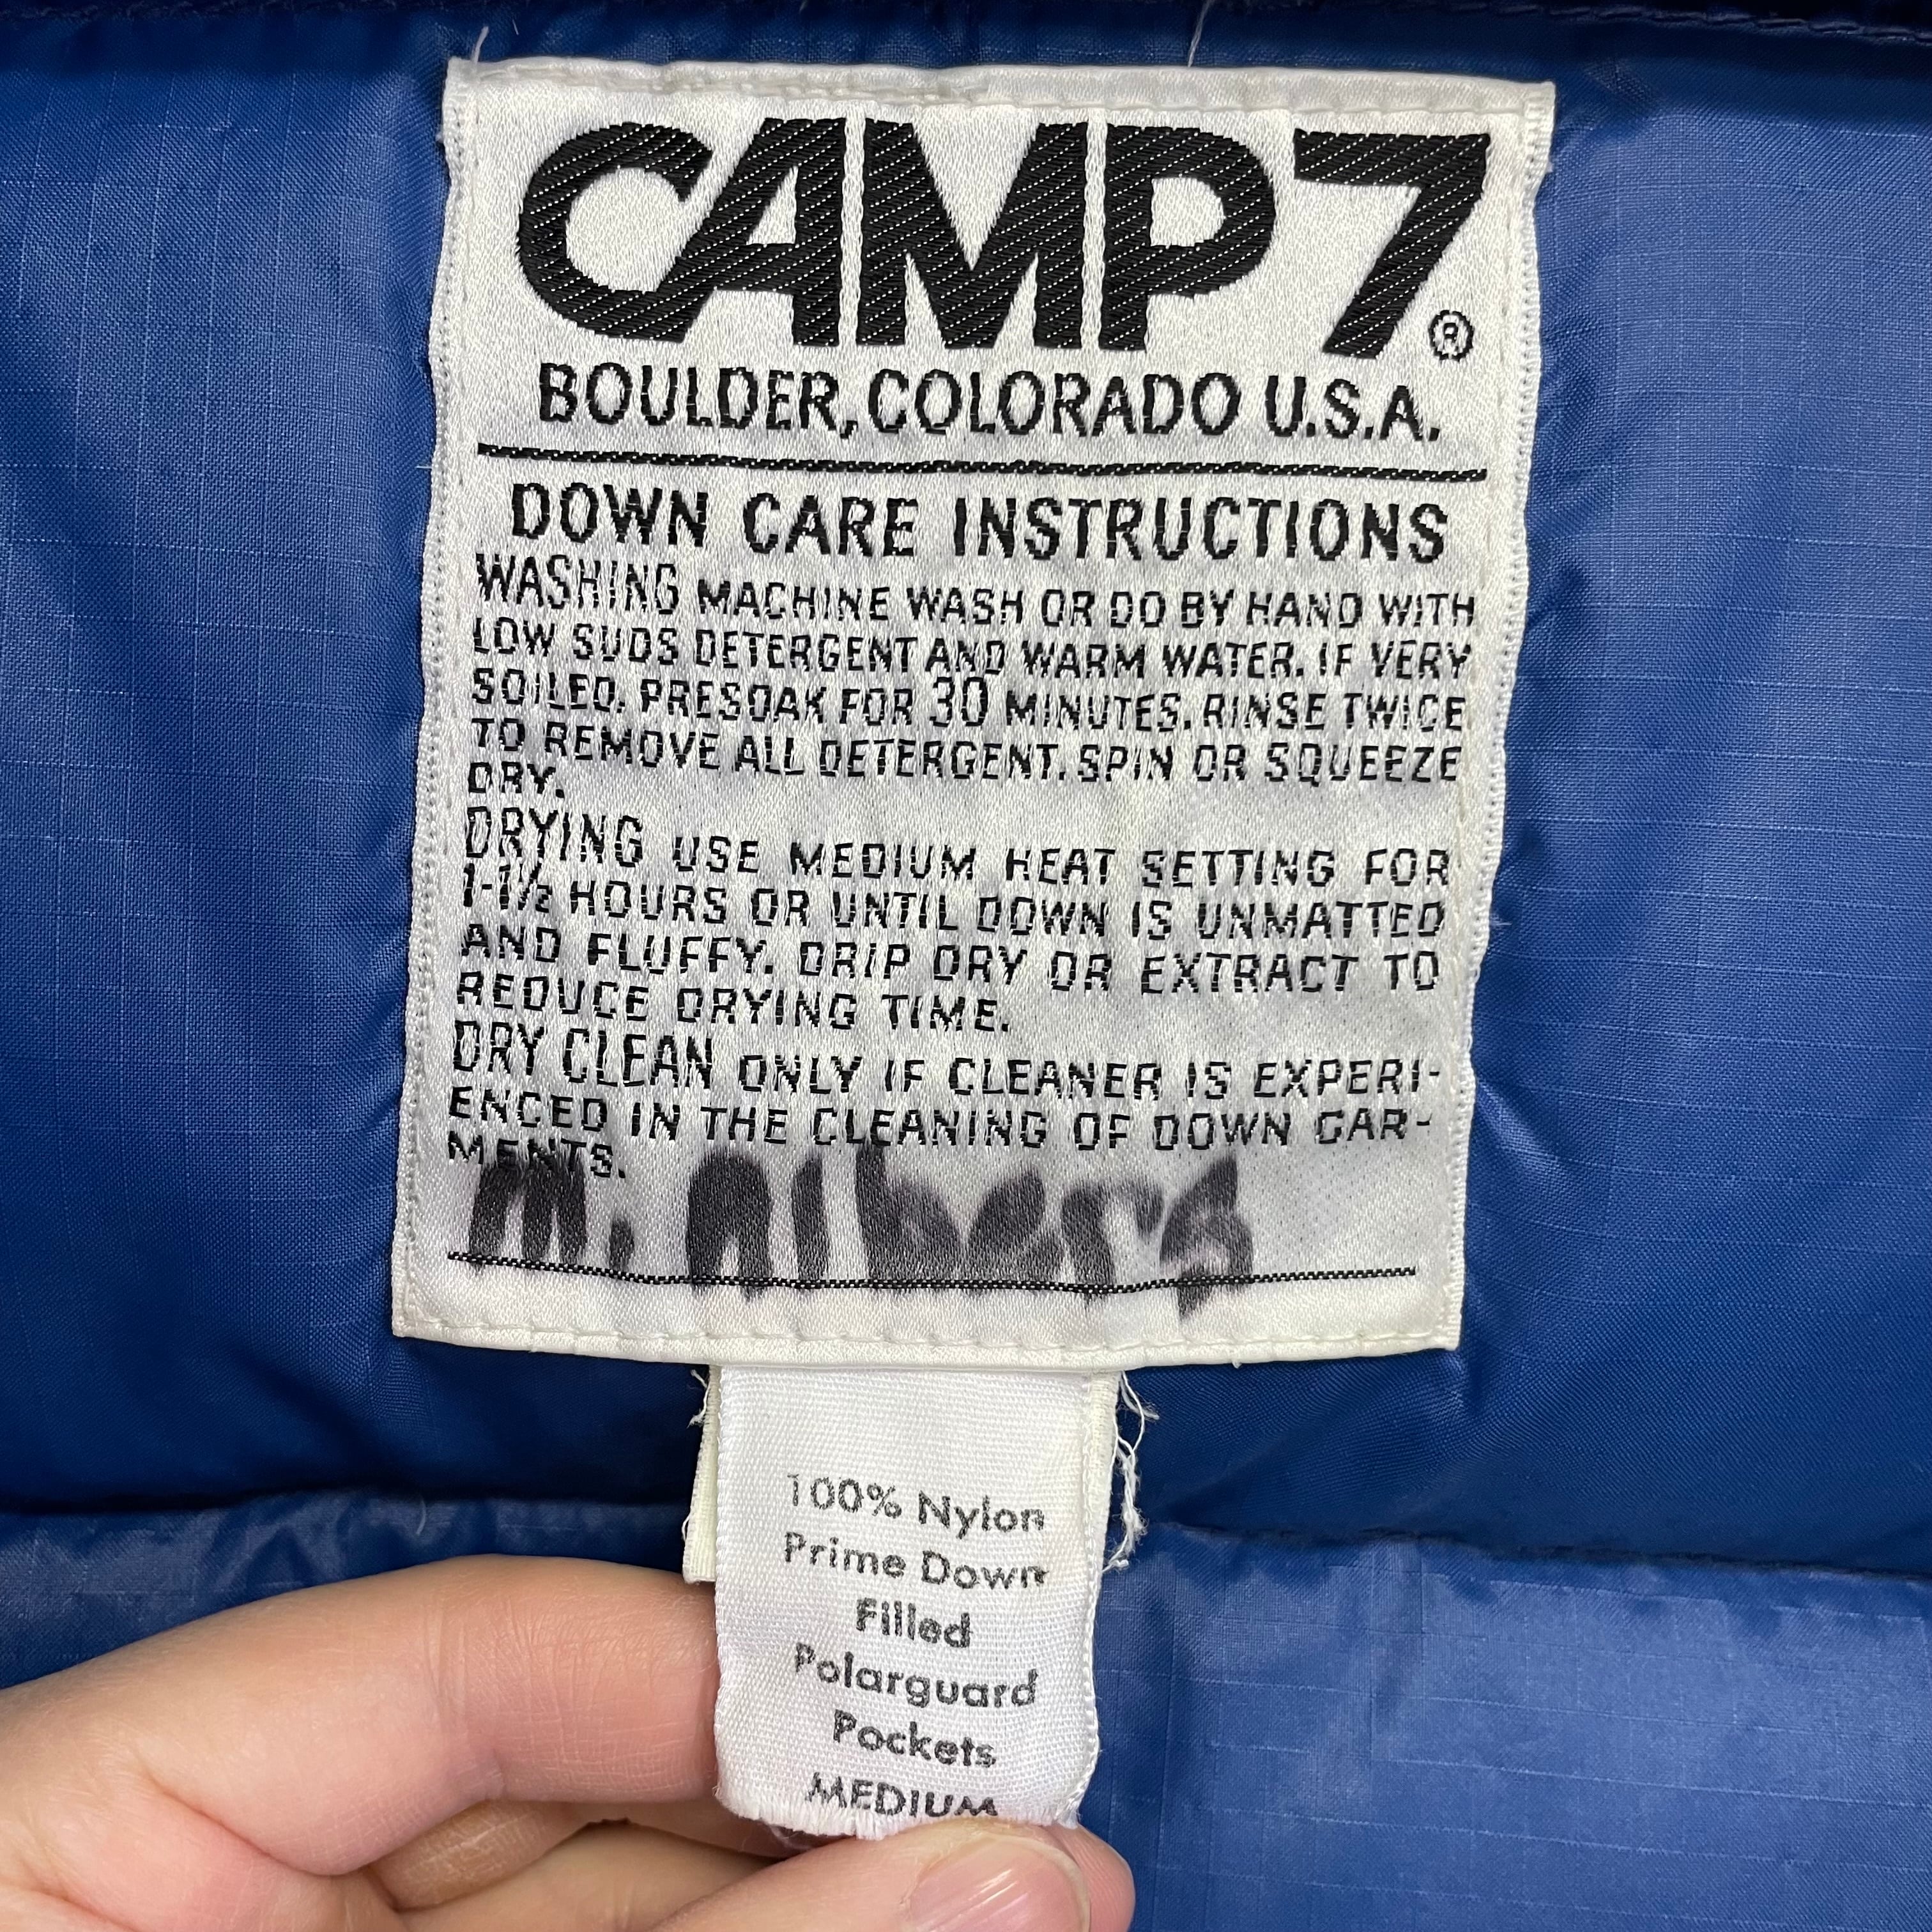 CAMP 7®
BOULDER, COLORADO U.S.A.
DOWN CARE INSTRUCTIONS
WASHING MACHINE WASH OR DO BY HAND WITH
LOW SUDS DETERGENT AND WARM WATER. IF VERY
SOILED, PRESOAK FOR 30 MINUTES. RINSE TWICE
TO REMOVE ALL DETERGENT. SPIN OR SQUEEZE
DRY.
DRYING USE MEDIUM HEAT SETTING FOR
1-1½ HOURS OR UNTIL DOWN IS UNMATTED
AND FLUFFY. DRIP DRY OR EXTRACT TO
REDUCE DRYING TIME.
DRY CLEAN ONLY IF CLEANER IS EXPERI-
ENCED IN THE CLEANING OF DOWN GAR-
MENTS.
M. Albers
100% Nylon
Prime Down
Filled
Polarguard
Pockets
MEDIUM